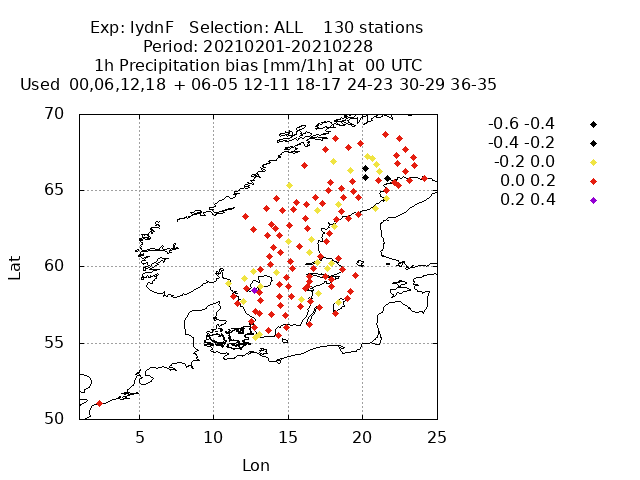 Exp: IydnF   Selection: ALL    130 stations
Period: 20210201-20210228
1h Precipitation bias [mm/1h] at  00 UTC
Used  00,06,12,18  + 06-05 12-11 18-17 24-23 30-29 36-35
70
65
60
55
50
Lat
5
10
15
20
25
Lon
-0.6 -0.4
-0.4 -0.2
-0.2 0.0
0.0 0.2
0.2 0.4